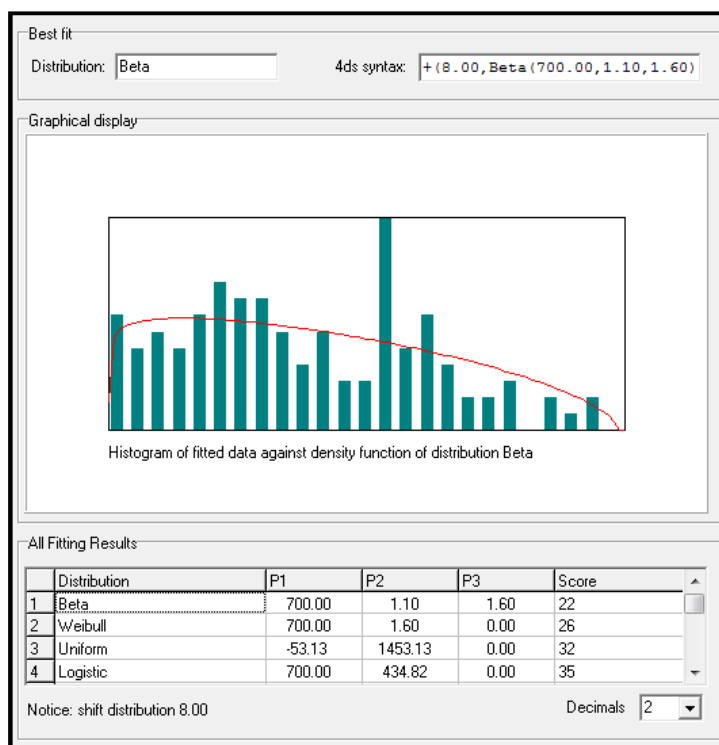 Best fit
Distribution: Beta 4ds syntax: +(8.00,Beta(700.00,1.10,1.60)
Graphical display
Histogram of fitted data against density function of distribution Beta
All Fitting Results
Distribution P1 P2 P3 Score
1 Beta 700.00 1.10 1.60 22
2 Weibull 700.00 1.60 0.00 26
3 Uniform -53.13 1453.13 0.00 32
4 Logistic 700.00 434.82 0.00 35
Notice: shift distribution 8.00 Decimals 2